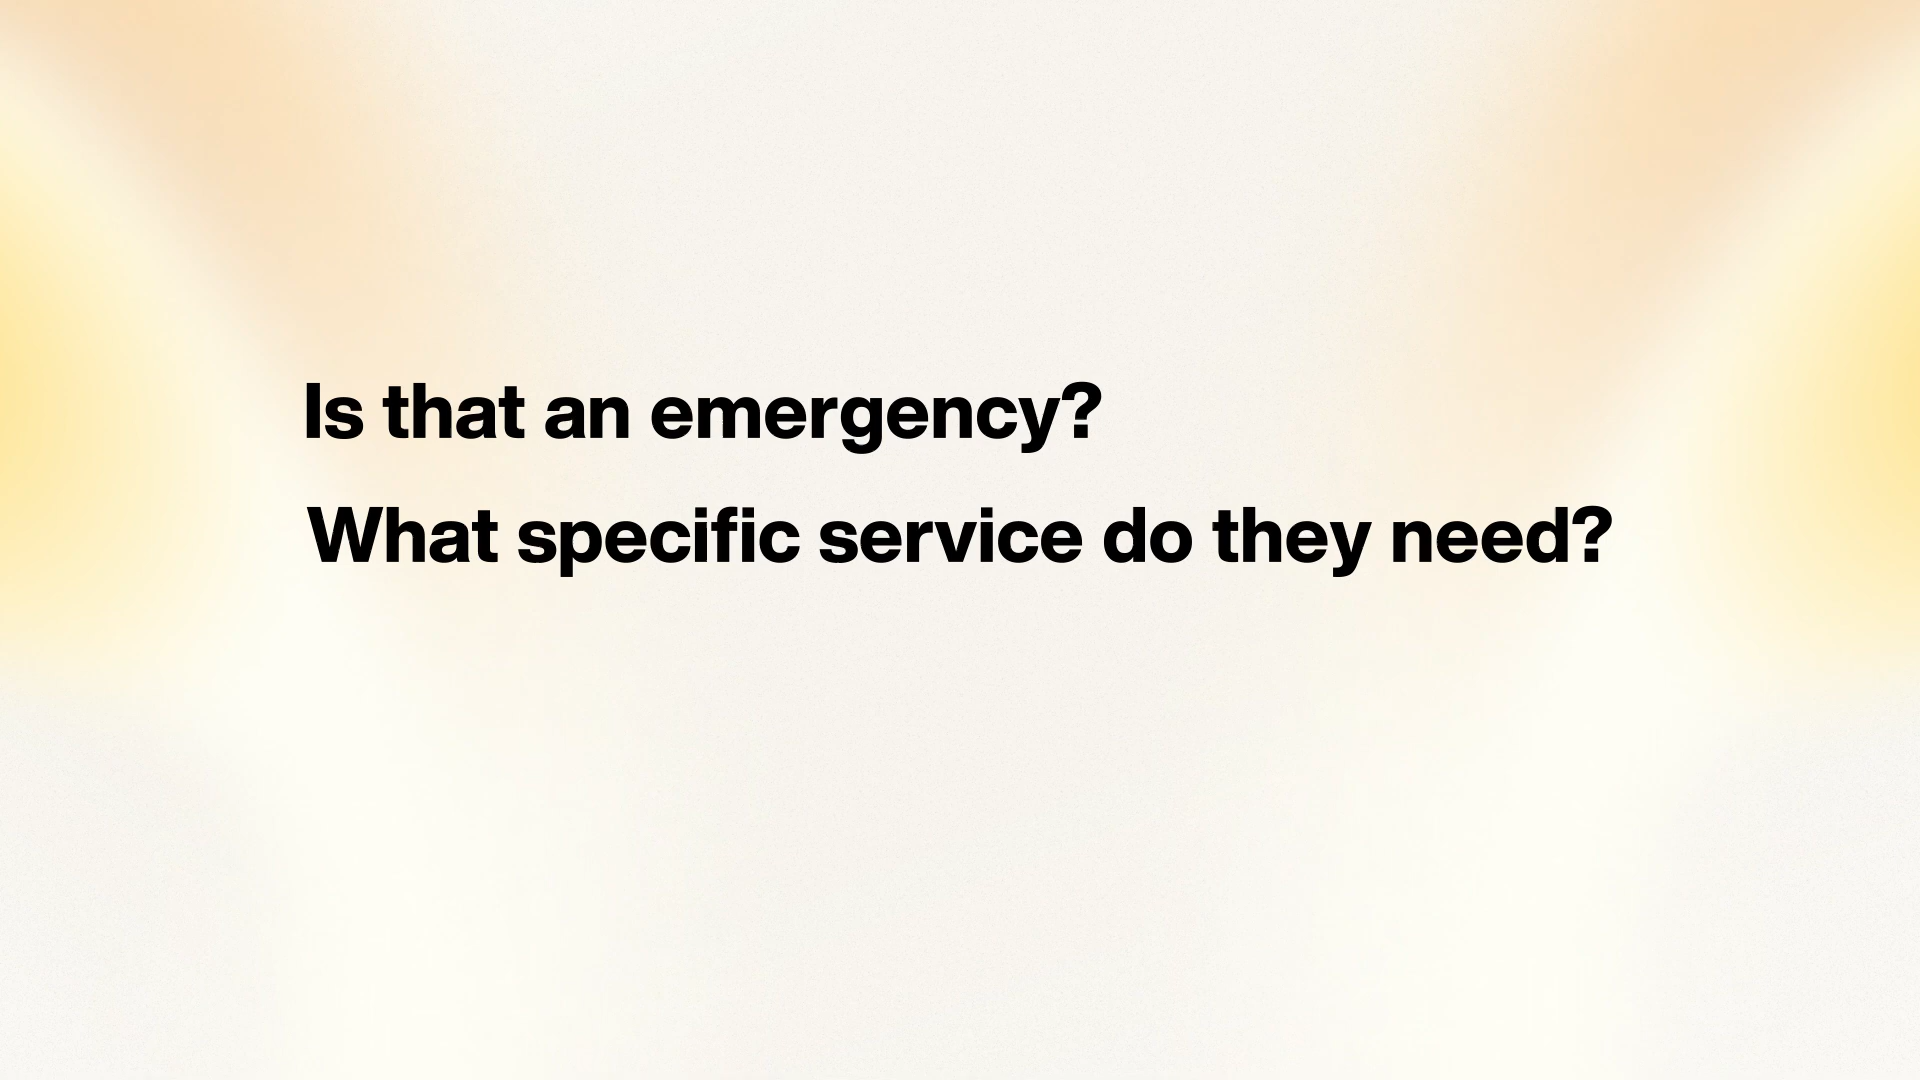 Is that an emergency?
What specific service do they need?